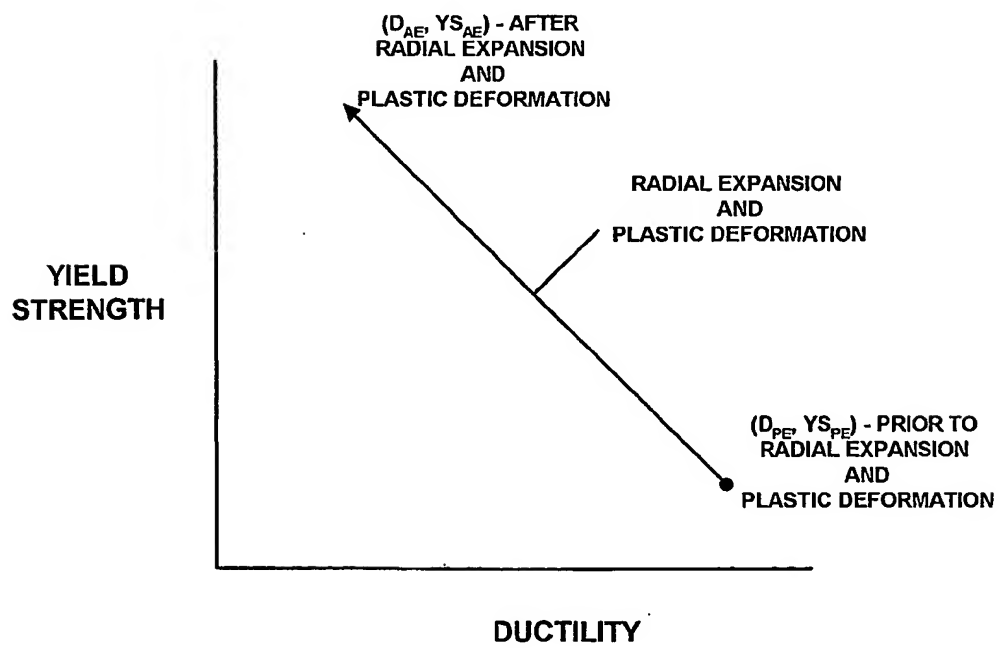 (D_AE, YS_AE) - AFTER
RADIAL EXPANSION
AND
PLASTIC DEFORMATION
RADIAL EXPANSION
AND
PLASTIC DEFORMATION
YIELD
STRENGTH
(D_PE, YS_PE) - PRIOR TO
RADIAL EXPANSION
AND
PLASTIC DEFORMATION
DUCTILITY